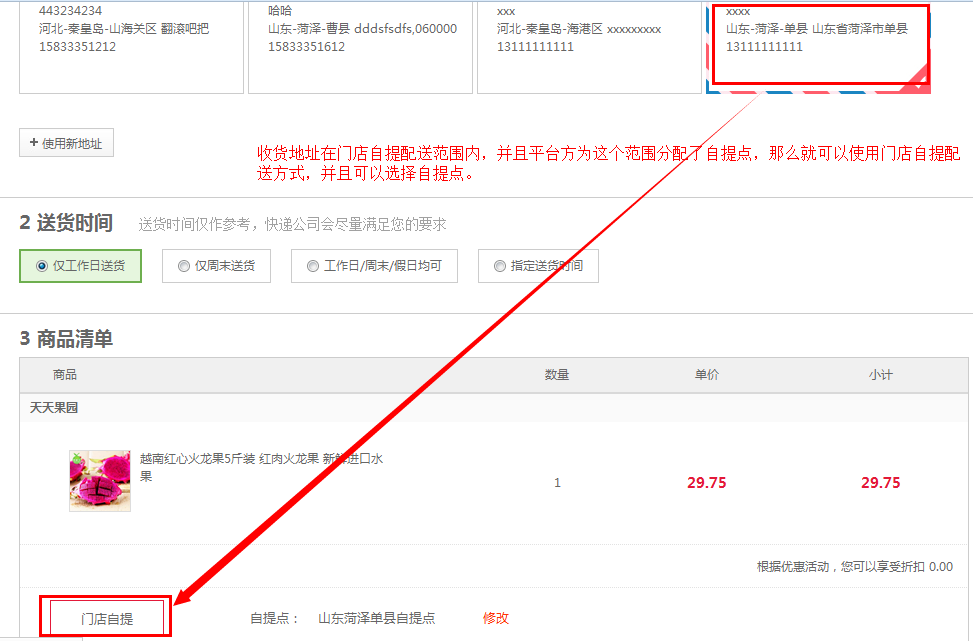 443234234
河北-秦皇岛-山海关区 翻滚吧把
15833351212
哈哈
山东-菏泽-曹县 dddsfsdfs,060000
15833351612
xxx
河北-秦皇岛-海港区 xxxxxxxxx
13111111111
xxxx
山东-菏泽-单县 山东省菏泽市单县
13111111111
+ 使用新地址
收货地址在门店自提配送范围内，并且平台方为这个范围分配了自提点，那么就可以使用门店自提配
送方式，并且可以选择自提点。
2 送货时间 送货时间仅作参考，快递公司会尽量满足您的要求
仅工作日送货 仅周末送货 工作日/周末/假日均可 指定送货时间
3 商品清单
商品 数量 单价 小计
天天果园
越南红心火龙果5斤装 红肉火龙果 新鲜进口水
果
1 29.75 29.75
根据优惠活动，您可以享受折扣 0.00
门店自提 自提点： 山东菏泽单县自提点 修改